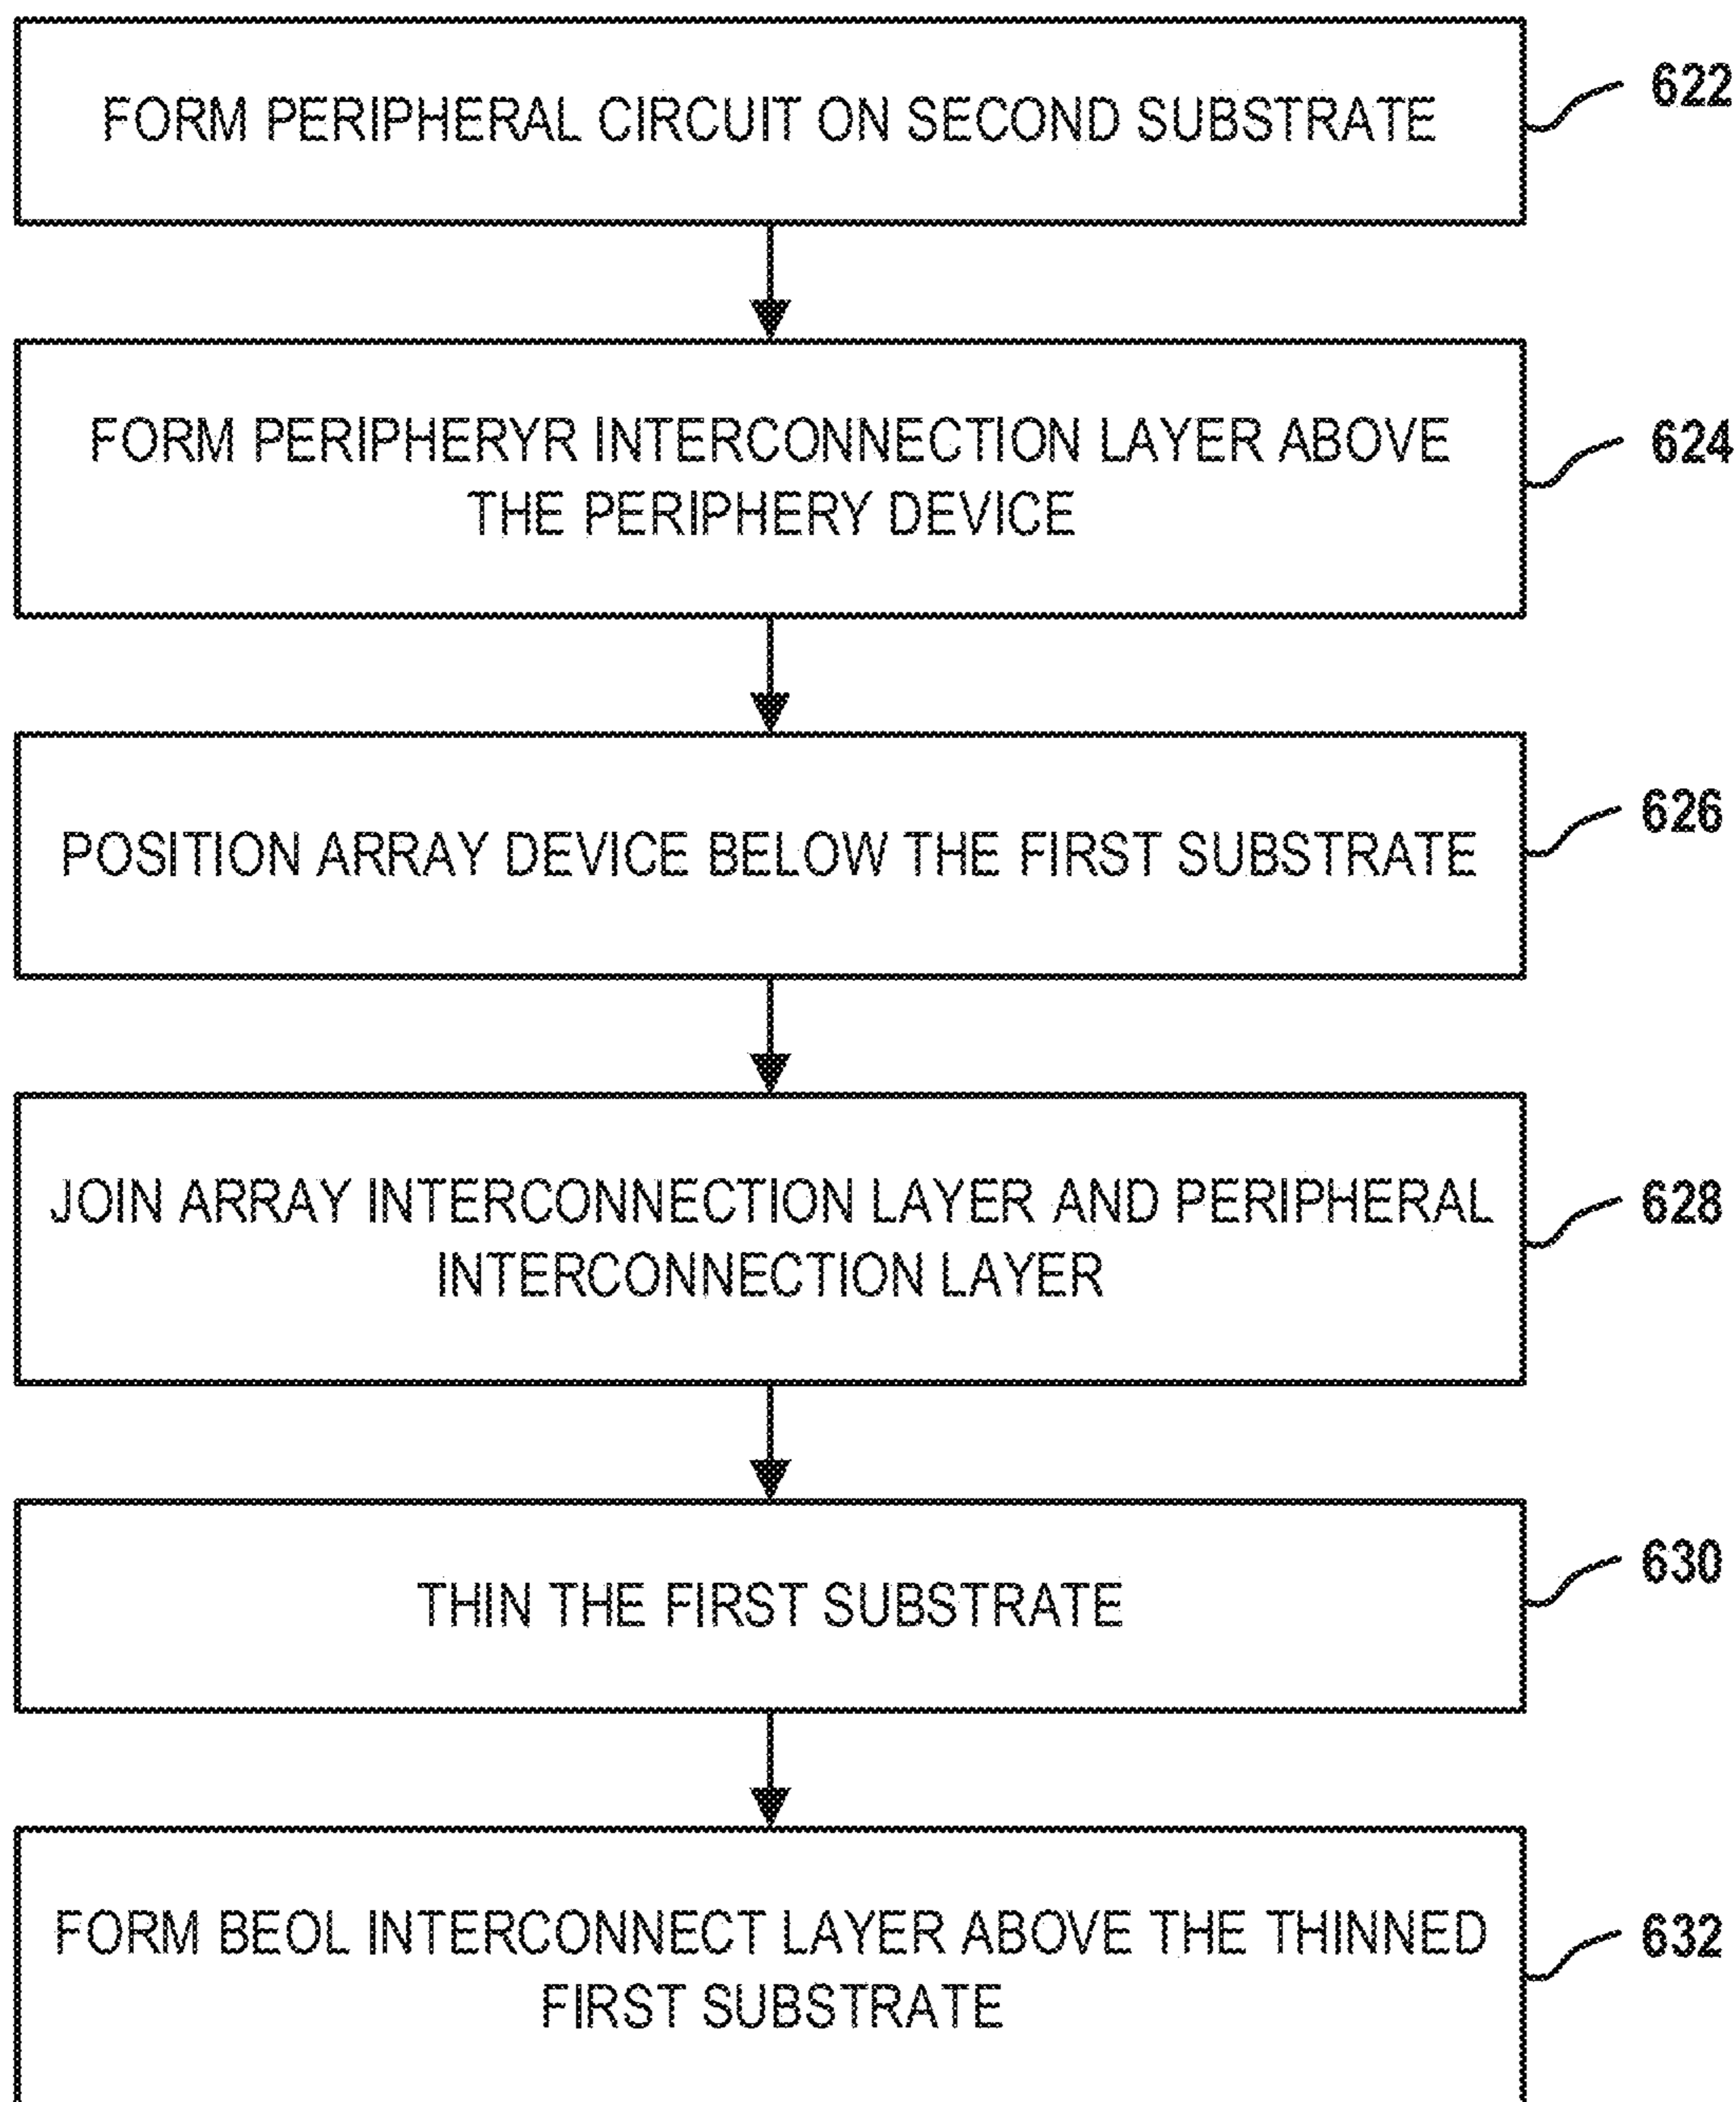 FORM PERIPHERAL CIRCUIT ON SECOND SUBSTRATE
622
FORM PERIPHERYR INTERCONNECTION LAYER ABOVE
THE PERIPHERY DEVICE
624
POSITION ARRAY DEVICE BELOW THE FIRST SUBSTRATE
626
JOIN ARRAY INTERCONNECTION LAYER AND PERIPHERAL
INTERCONNECTION LAYER
628
THIN THE FIRST SUBSTRATE
630
FORM BEOL INTERCONNECT LAYER ABOVE THE THINNED
FIRST SUBSTRATE
632